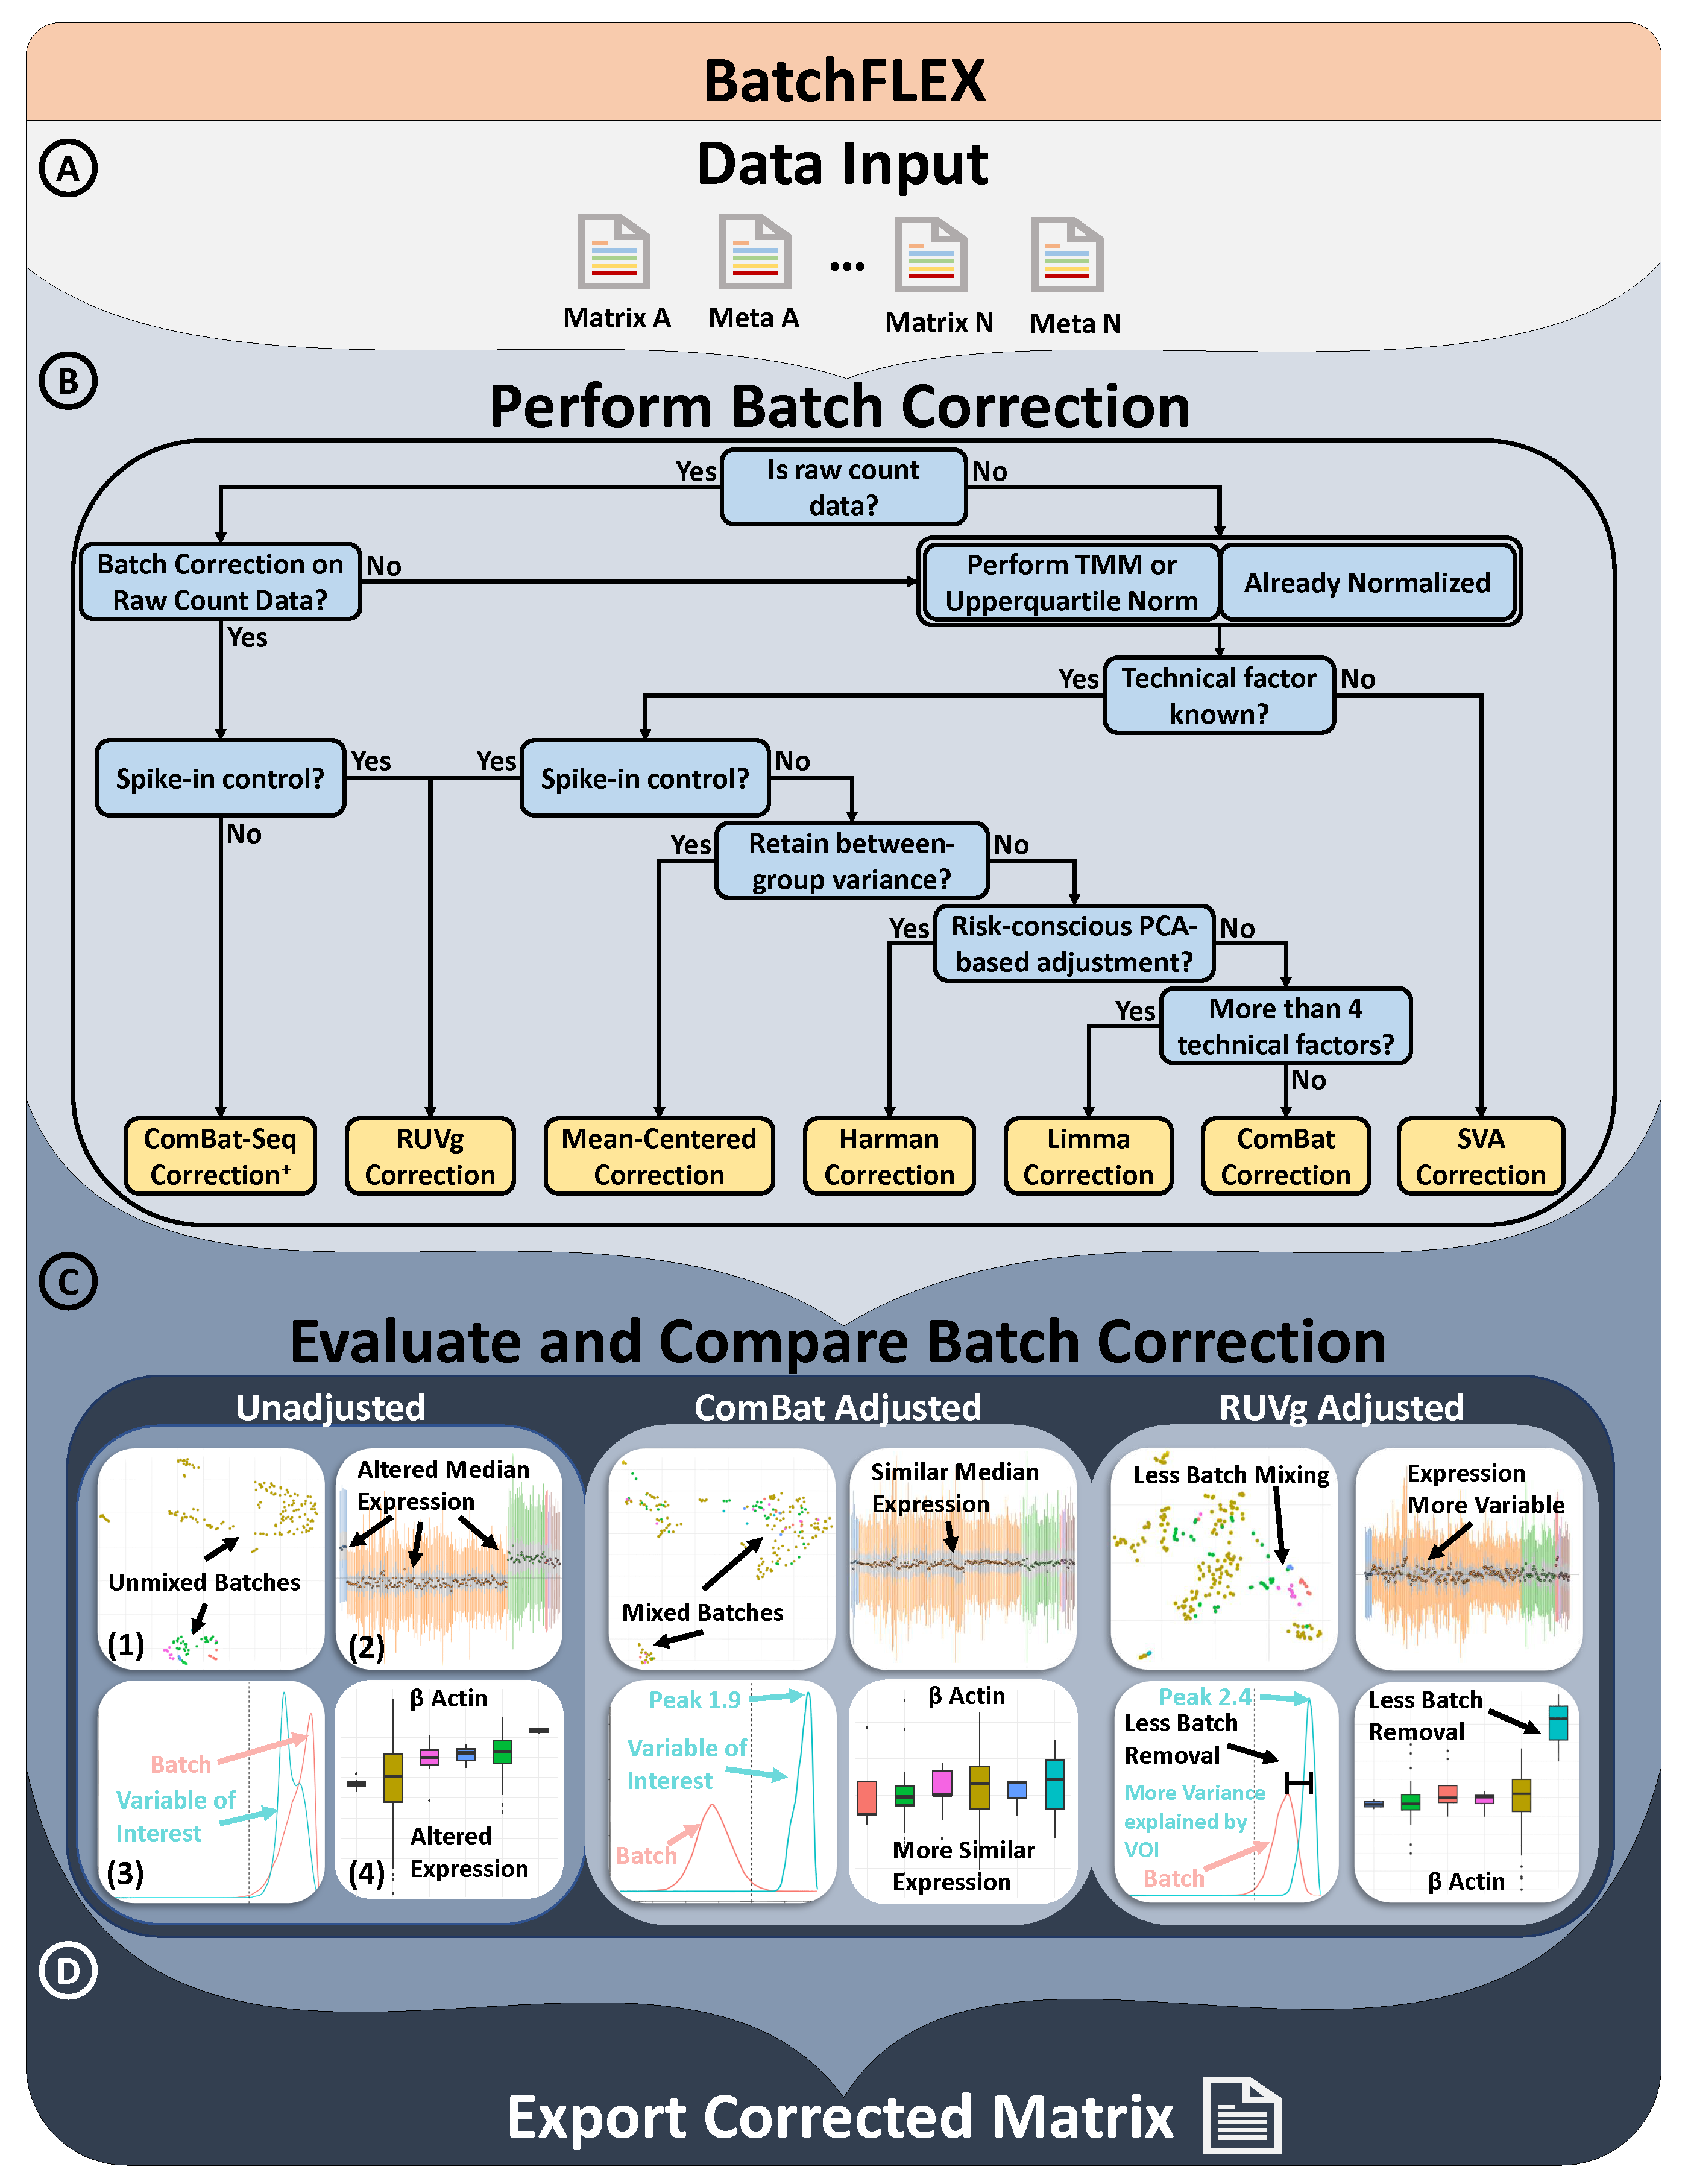 BatchFLEX
A
Data Input
...
Matrix A
Meta A
Matrix N
Meta N
B
Perform Batch Correction
Yes
Is raw count
data?
No
Batch Correction on
Raw Count Data?
No
Perform TMM or
Upperquartile Norm
Already Normalized
Yes
Yes
Technical factor
known?
No
Spike-in control?
Yes
Yes
Spike-in control?
No
No
Yes
Retain between-
group variance?
No
Yes
Risk-conscious PCA-
based adjustment?
No
Yes
More than 4
technical factors?
No
ComBat-Seq
Correction⁺
RUVg
Correction
Mean-Centered
Correction
Harman
Correction
Limma
Correction
ComBat
Correction
SVA
Correction
C
Evaluate and Compare Batch Correction
Unadjusted
Unmixed Batches
(1)
Altered Median
Expression
(2)
Batch
Variable of
Interest
(3)
β Actin
Altered
Expression
(4)
ComBat Adjusted
Mixed Batches
Similar Median
Expression
Peak 1.9
Variable of
Interest
Batch
β Actin
More Similar
Expression
RUVg Adjusted
Less Batch Mixing
Expression
More Variable
Peak 2.4
Less Batch
Removal
More Variance
explained by
VOI
Batch
Less Batch
Removal
β Actin
D
Export Corrected Matrix